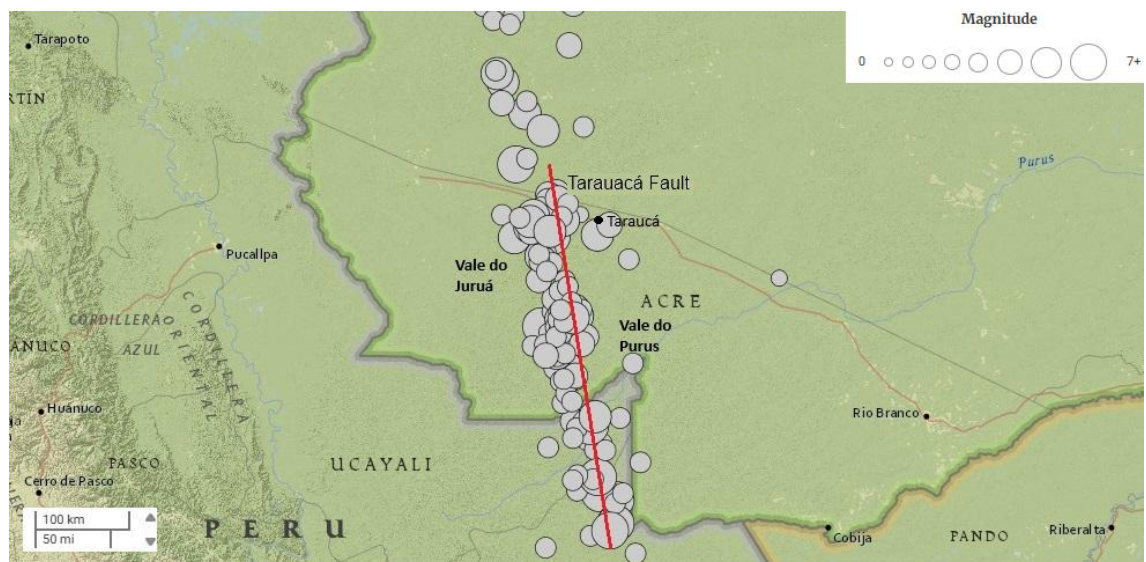 Magnitude
0 7+
Tarapoto
RTÍN
Purus
Tarauacá Fault
Tarauacá
Pucallpa
Vale do
Juruá
ACRE
CORDILLERA
AZUL
CORDILLERA
ORIENTAL
Vale do
Purus
ANUCO
Huánuco
Rio Branco
PASCO
UCAYALI
Cerro de Pasco
100 km
50 mi
PERU
Cobija
PANDO
Riberalta